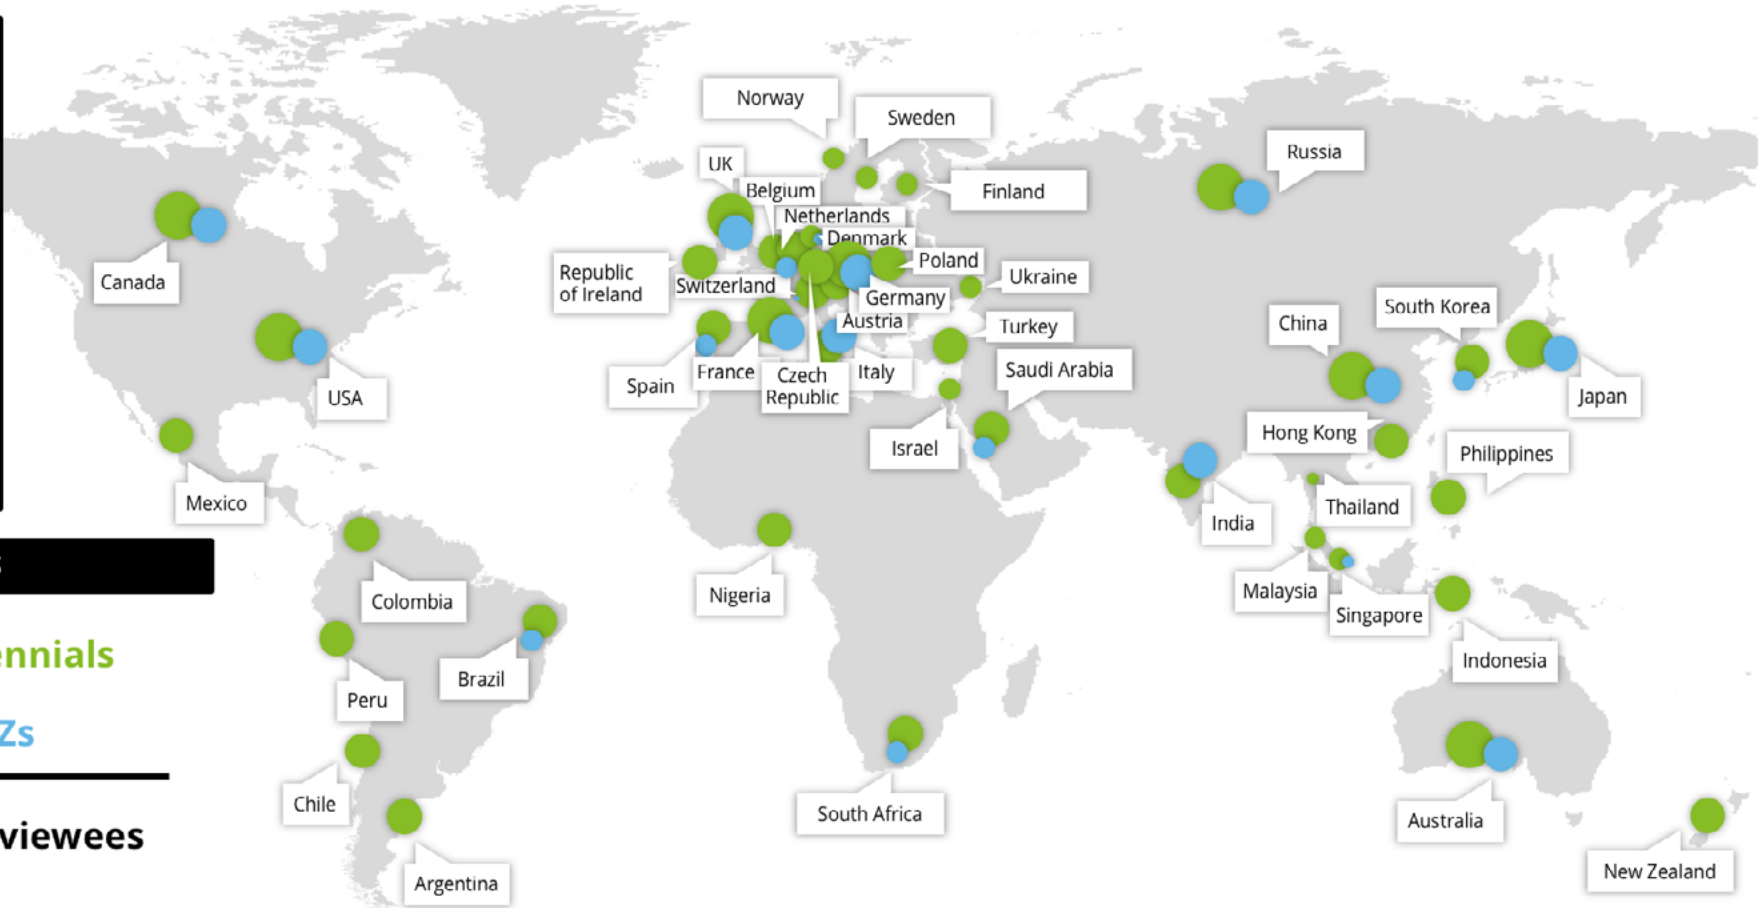 Norway
Sweden
UK
Russia
Belgium
Finland
Netherlands
Denmark
Canada
Republic
of Ireland
Poland
Switzerland
Ukraine
Germany
South Korea
China
Austria
Turkey
USA
Spain
France
Czech
Republic
Italy
Saudi Arabia
Japan
Israel
Hong Kong
Philippines
Mexico
Thailand
India
Colombia
Nigeria
Malaysia
Singapore
Brazil
Peru
Indonesia
Chile
South Africa
Australia
Argentina
New Zealand
s
ennials
Zs
viewees